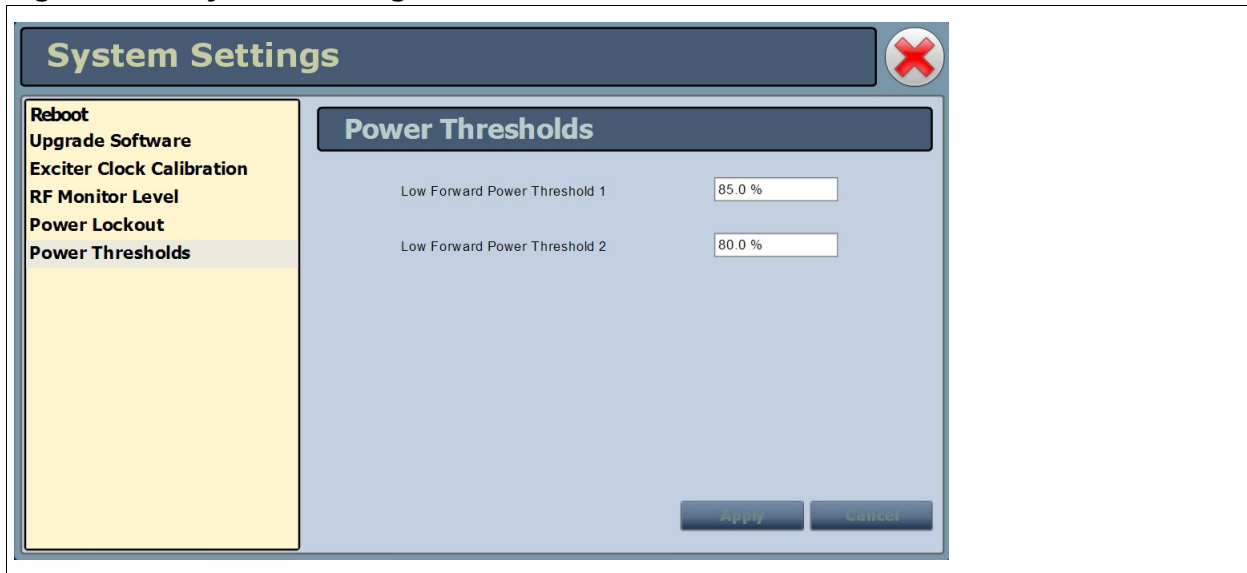 System Settings
Reboot
Upgrade Software
Exciter Clock Calibration
RF Monitor Level
Power Lockout
Power Thresholds
Power Thresholds
Low Forward Power Threshold 1 85.0 %
Low Forward Power Threshold 2 80.0 %
Apply Cancel